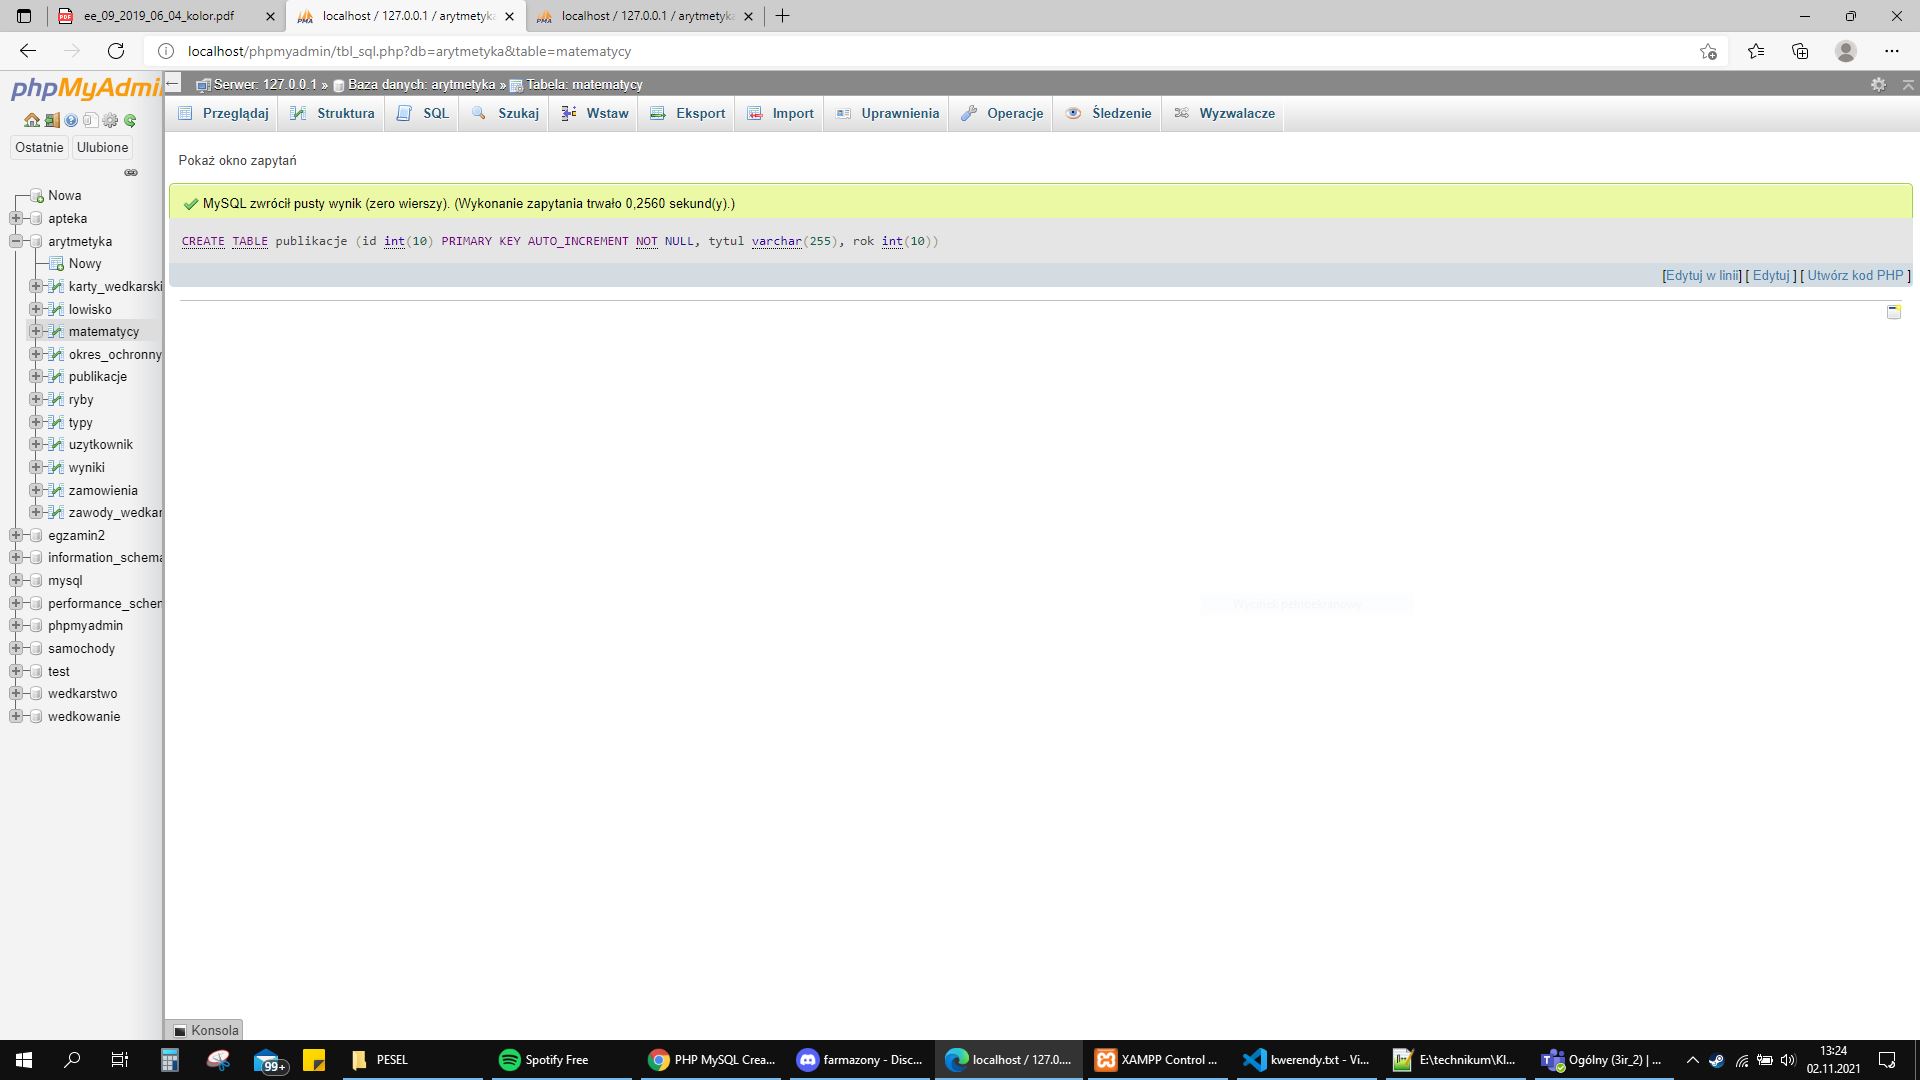 ee_09_2019_06_04_kolor.pdf
localhost / 127.0.0.1 / arytmetyka
localhost / 127.0.0.1 / arytmetyka
localhost/phpmyadmin/tbl_sql.php?db=arytmetyka&table=matematycy
phpMyAdmi
Serwer: 127.0.0.1 » Baza danych: arytmetyka » Tabela: matematycy
Przeglądaj
Struktura
SQL
Szukaj
Wstaw
Eksport
Import
Uprawnienia
Operacje
Śledzenie
Wyzwalacze
Ostatnie
Ulubione
Pokaż okno zapytań
MySQL zwrócił pusty wynik (zero wierszy). (Wykonanie zapytania trwało 0,2560 sekund(y).)
CREATE TABLE publikacje (id int(10) PRIMARY KEY AUTO_INCREMENT NOT NULL, tytul varchar(255), rok int(10))
[Edytuj w linii] [ Edytuj ] [ Utwórz kod PHP ]
Nowa
apteka
arytmetyka
Nowy
karty_wedkarski
lowisko
matematycy
okres_ochronny
publikacje
ryby
typy
uzytkownik
wyniki
zamowienia
zawody_wedkar
egzamin2
information_schema
mysql
performance_schem
phpmyadmin
samochody
test
wedkarstwo
wedkowanie
Konsola
99+
PESEL
Spotify Free
PHP MySQL Crea...
farmazony - Disc...
localhost / 127.0....
XAMPP Control ...
kwerendy.txt - Vi...
E:\technikum\Kl...
Ogólny (3ir_2) | ...
13:24
02.11.2021